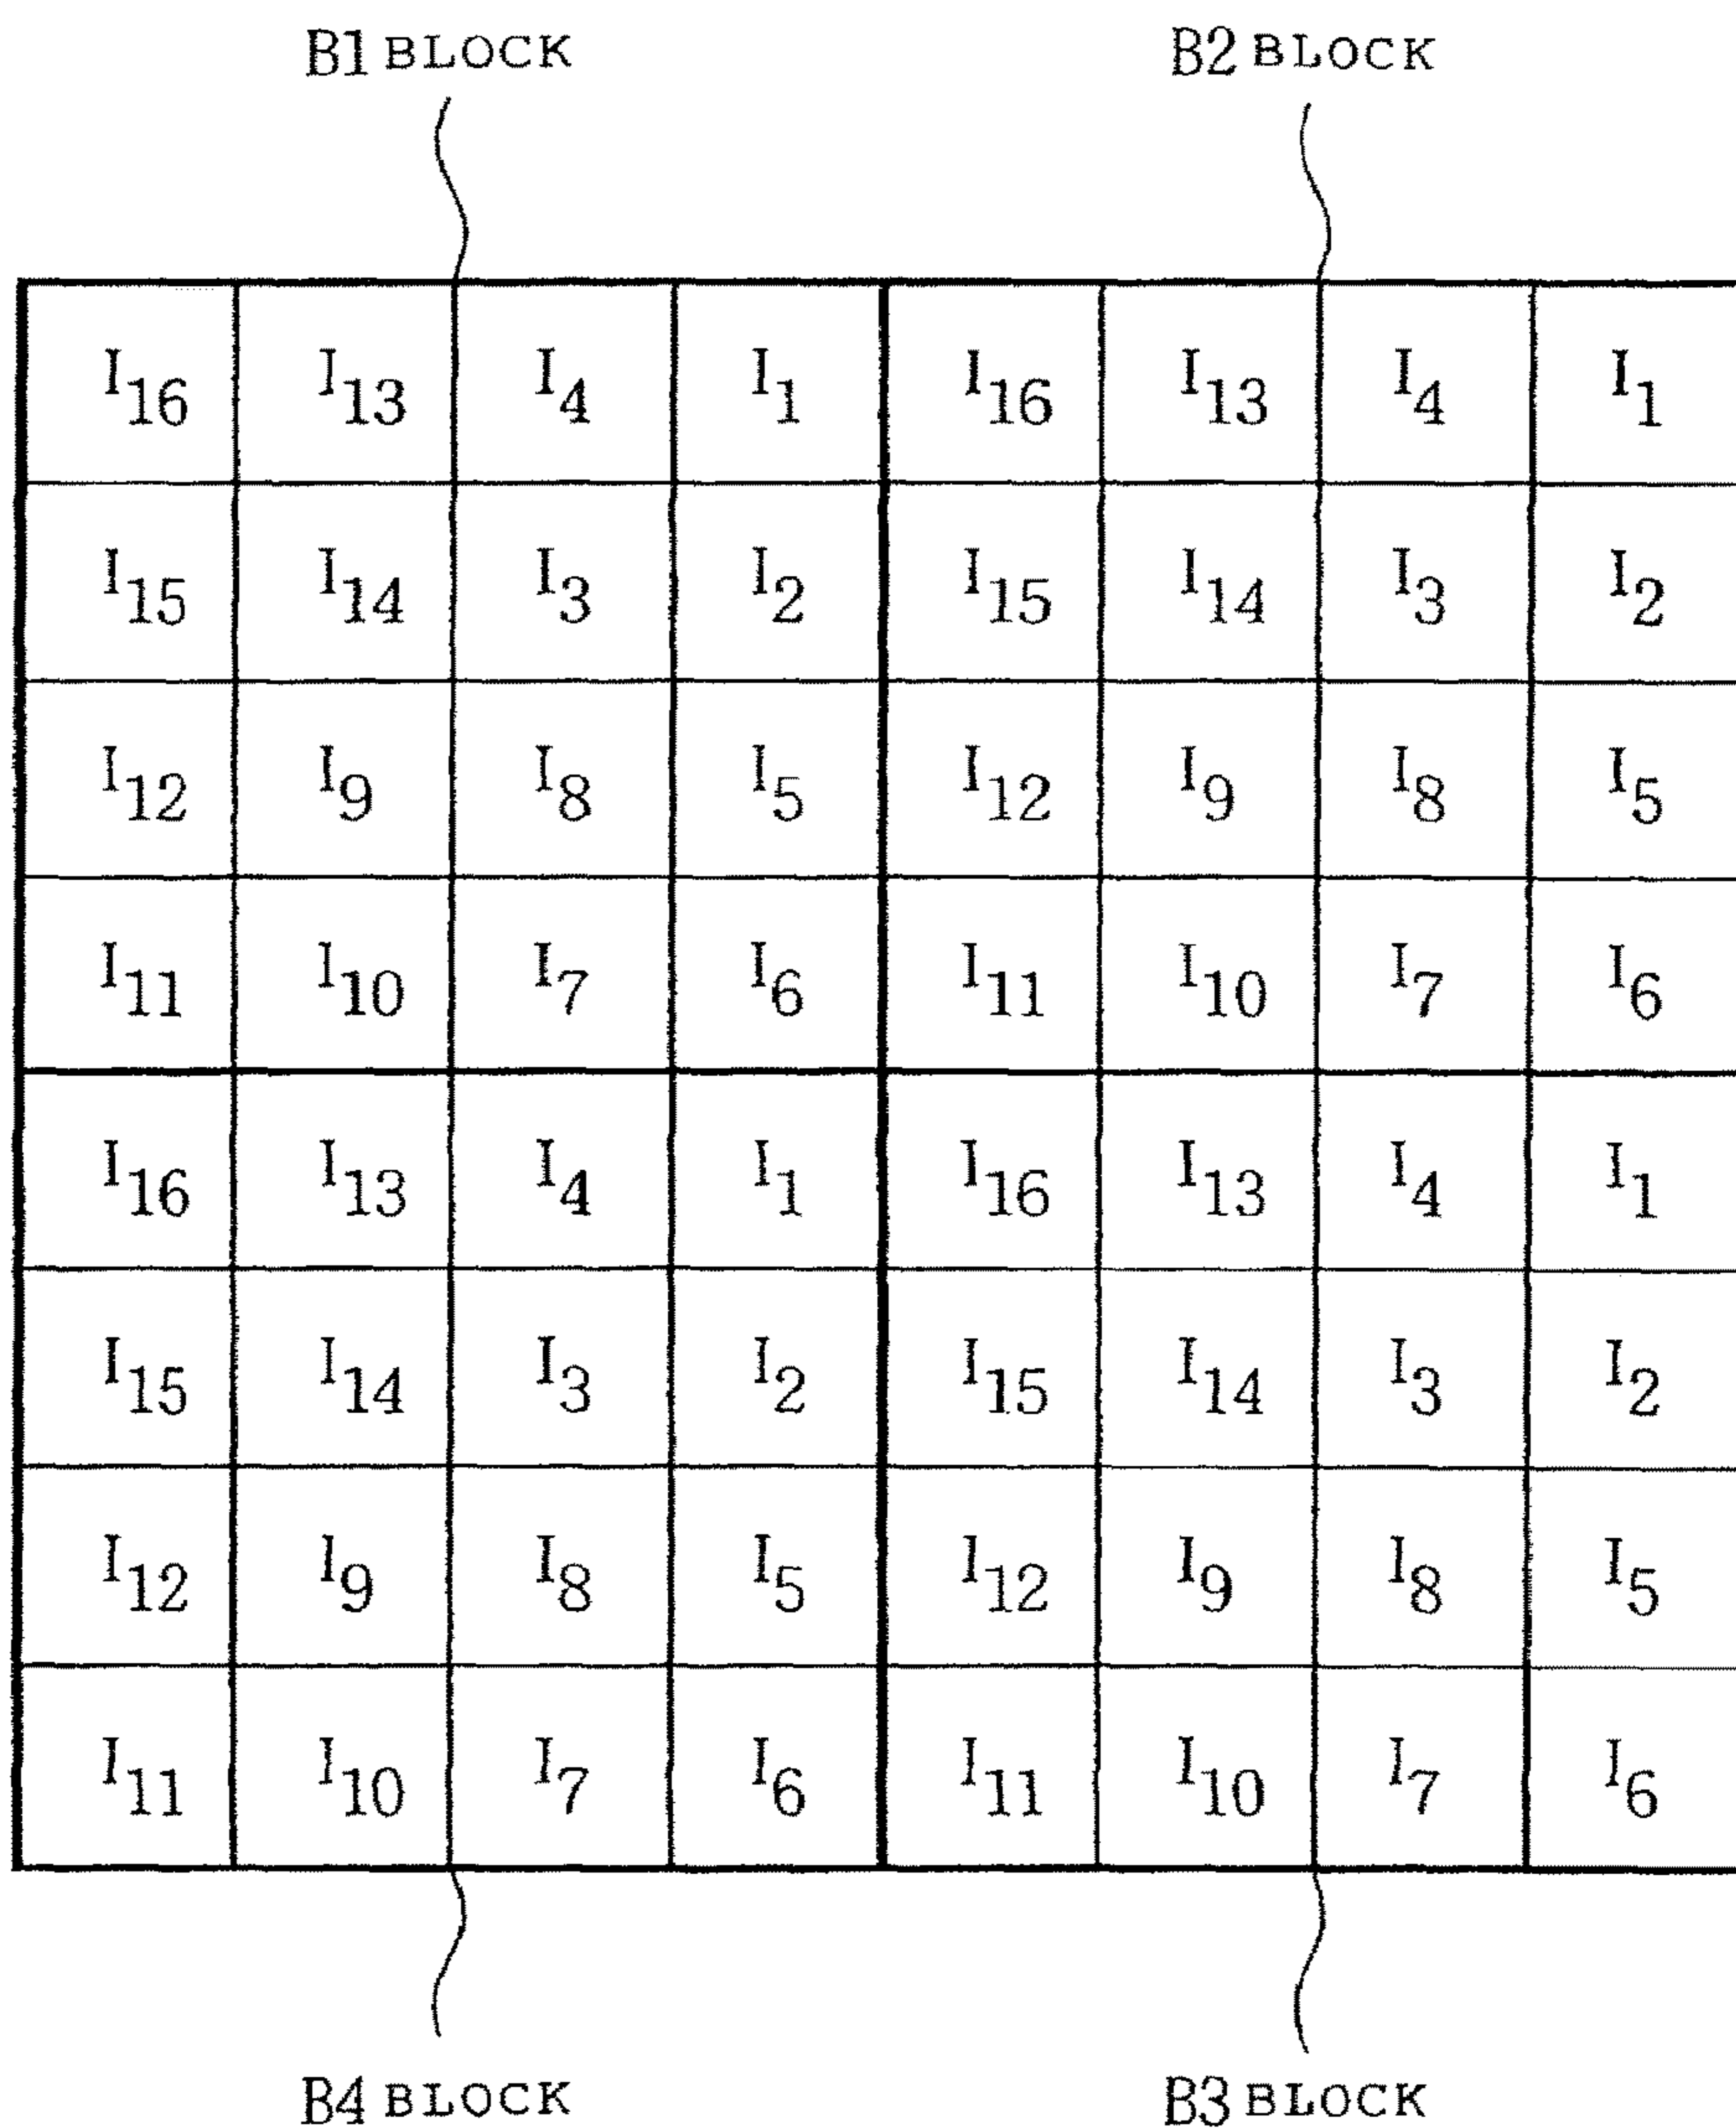 B1 BLOCK B2 BLOCK
I16 I13 I4 I1 I16 I13 I4 I1
I15 I14 I3 I2 I15 I14 I3 I2
I12 I9 I8 I5 I12 I9 I8 I5
I11 I10 I7 I6 I11 I10 I7 I6
I16 I13 I4 I1 I16 I13 I4 I1
I15 I14 I3 I2 I15 I14 I3 I2
I12 I9 I8 I5 I12 I9 I8 I5
I11 I10 I7 I6 I11 I10 I7 I6
B4 BLOCK B3 BLOCK